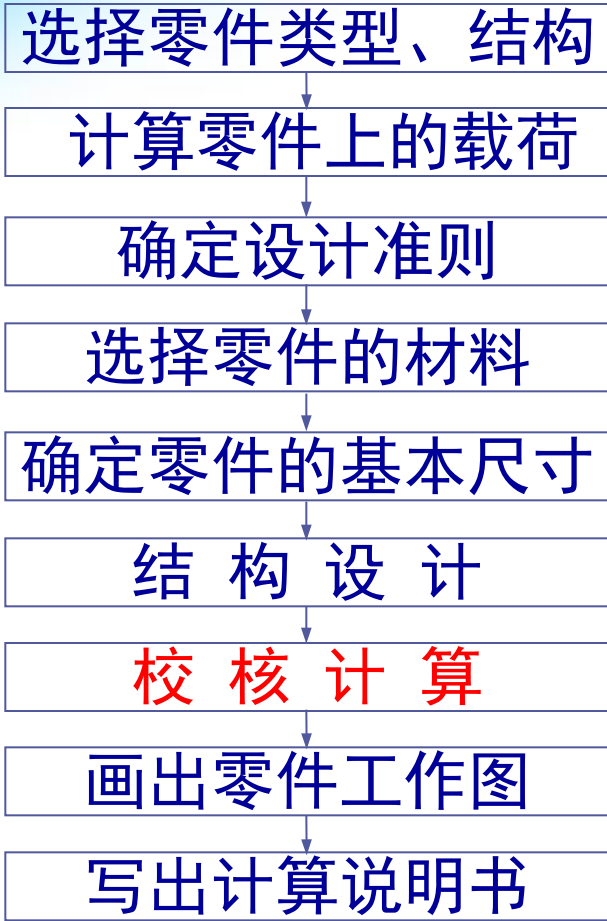 选择零件类型、结构
计算零件上的载荷
确定设计准则
选择零件的材料
确定零件的基本尺寸
结 构 设 计
校 核 计 算
画出零件工作图
写出计算说明书